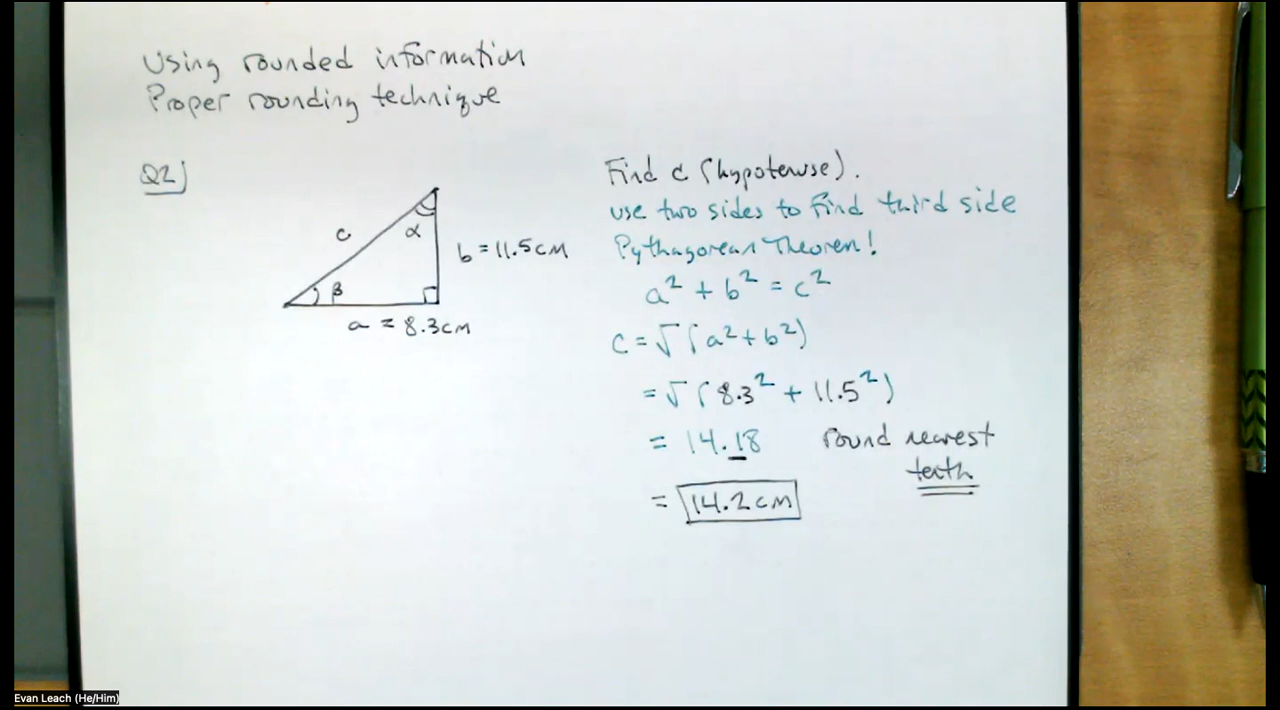 Using rounded information
Proper rounding technique
Q2)
c
α
b = 11.5cm
β
a = 8.3cm
Find c (hypotenuse).
use two sides to find third side
Pythagorean Theorem!
a² + b² = c²
c = √(a² + b²)
= √(8.3² + 11.5²)
= 14.18 round nearest
tenth
= 14.2cm
Evan Leach (He/Him)